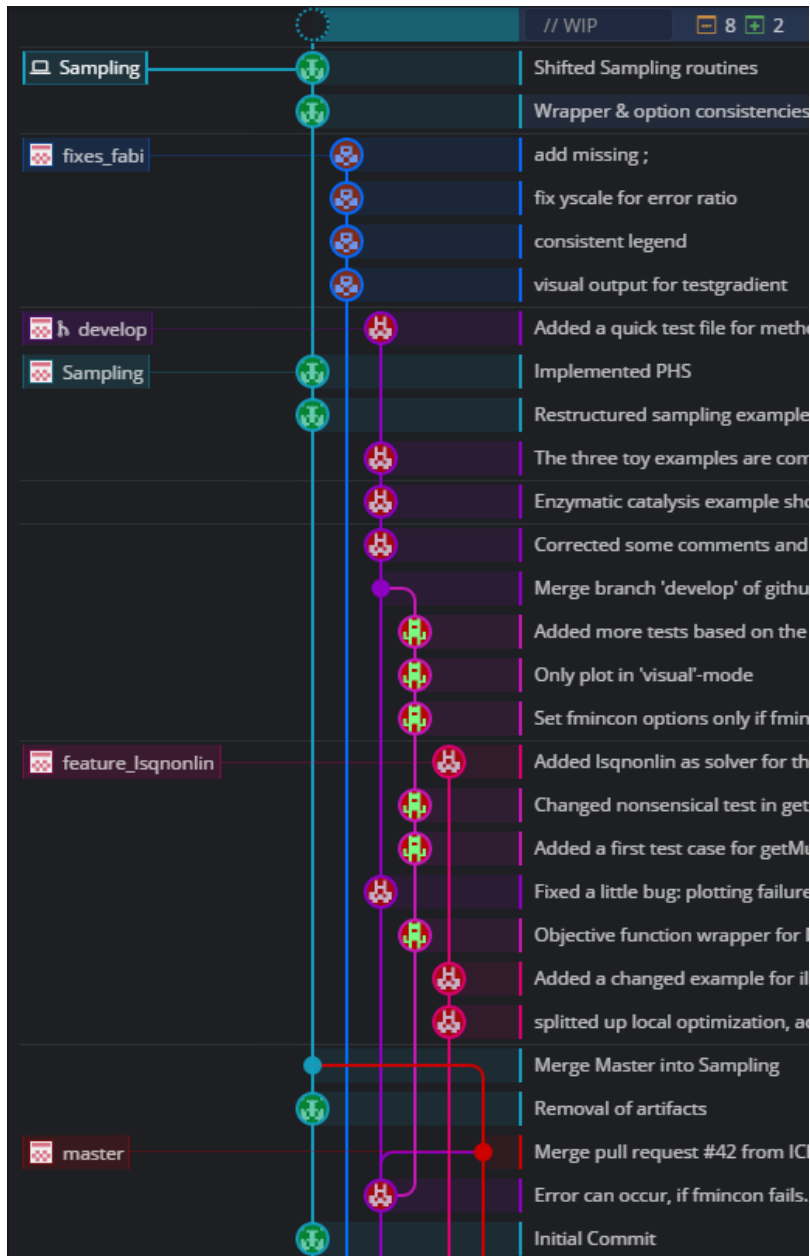 // WIP 8 2
Sampling Shifted Sampling routines
Wrapper & option consistencies
fixes_fabi add missing ;
fix yscale for error ratio
consistent legend
visual output for testgradient
develop Added a quick test file for metho
Sampling Implemented PHS
Restructured sampling example
The three toy examples are com
Enzymatic catalysis example sho
Corrected some comments and
Merge branch 'develop' of githu
Added more tests based on the
Only plot in 'visual'-mode
Set fmincon options only if fmin
feature_lsqnonlin Added lsqnonlin as solver for th
Changed nonsensical test in get
Added a first test case for getMu
Fixed a little bug: plotting failure
Objective function wrapper for
Added a changed example for il
splitted up local optimization, ad
Merge Master into Sampling
Removal of artifacts
master Merge pull request #42 from ICI
Error can occur, if fmincon fails.
Initial Commit